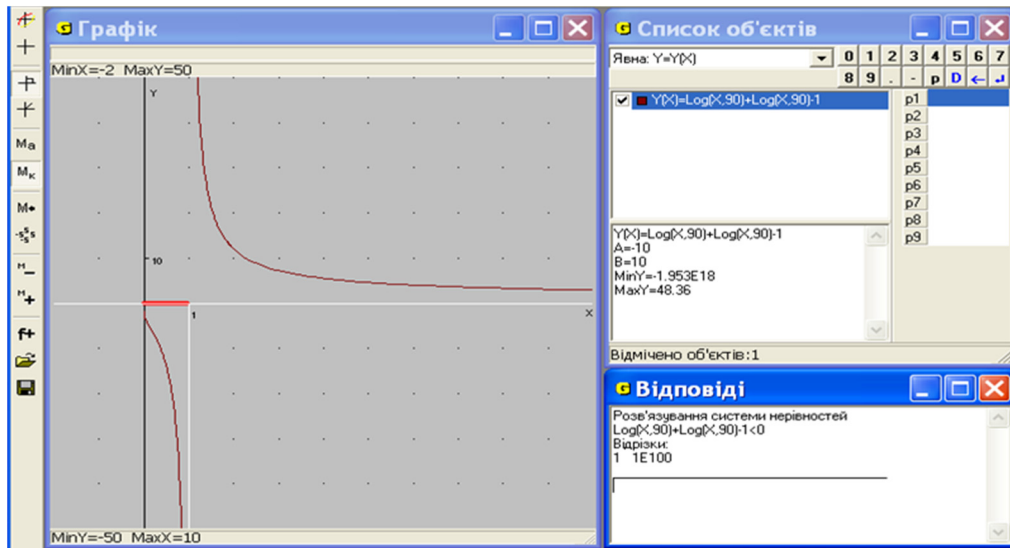 Графік
MinX=-2 MaxY=50
Y
10
1
X
MinY=-50 MaxX=10
Ma
Mк
M
-s
s
s
s
M
M
+
f+
Список об'єктів
Явна: Y=Y(X)
0 1 2 3 4 5 6 7
8 9 . - p D ←
Y(X)=Log(X,90)+Log(X,90)-1
p1
p2
p3
p4
p5
p6
p7
p8
p9
Y(X)=Log(X,90)+Log(X,90)-1
A=-10
B=10
MinY=-1.953E18
MaxY=48.36
Відмічено об'єктів:1
Відповіді
Розв'язування системи нерівностей
Log(X,90)+Log(X,90)-1<0
Відрізки:
1 1E100